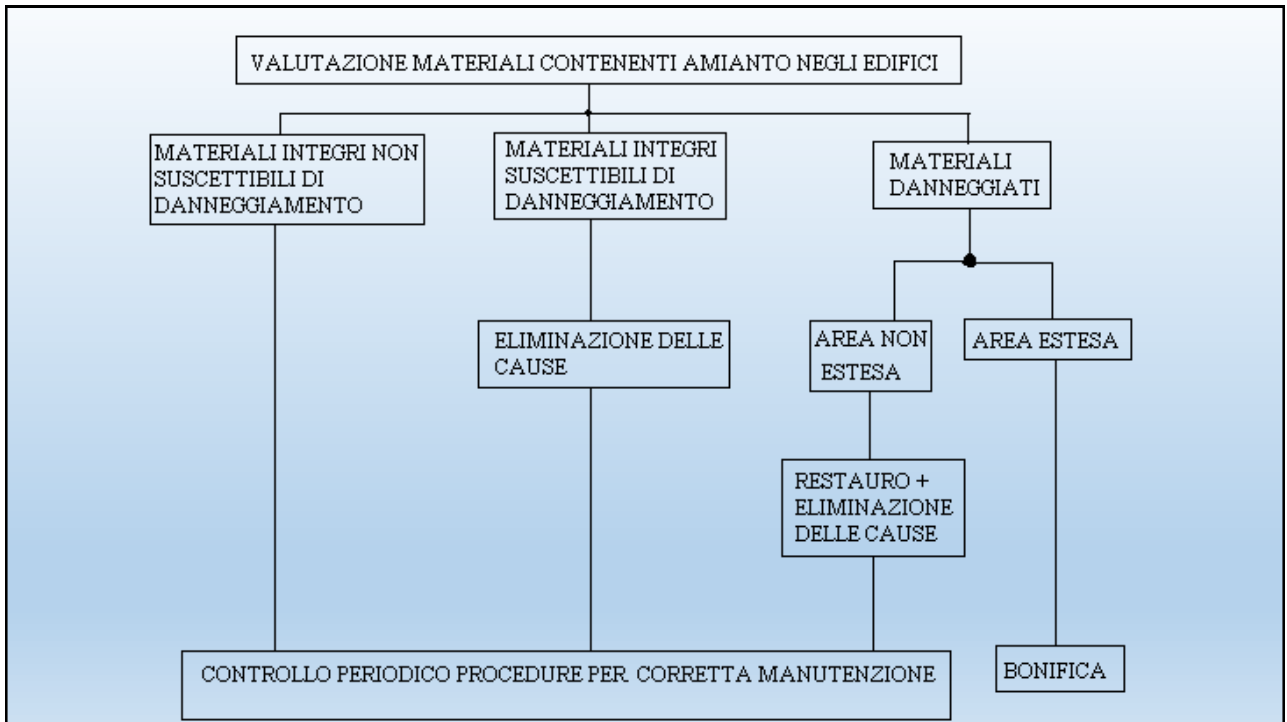 VALUTAZIONE MATERIALI CONTENENTI AMIANTO NEGLI EDIFICI
MATERIALI INTEGRI NON
SUSCETTIBILI DI
DANNEGGIAMENTO
MATERIALI INTEGRI
SUSCETTIBILI DI
DANNEGGIAMENTO
MATERIALI
DANNEGGIATI
ELIMINAZIONE DELLE
CAUSE
AREA NON
ESTESA
AREA ESTESA
RESTAURO +
ELIMINAZIONE
DELLE CAUSE
CONTROLLO PERIODICO PROCEDURE PER CORRETTA MANUTENZIONE
BONIFICA